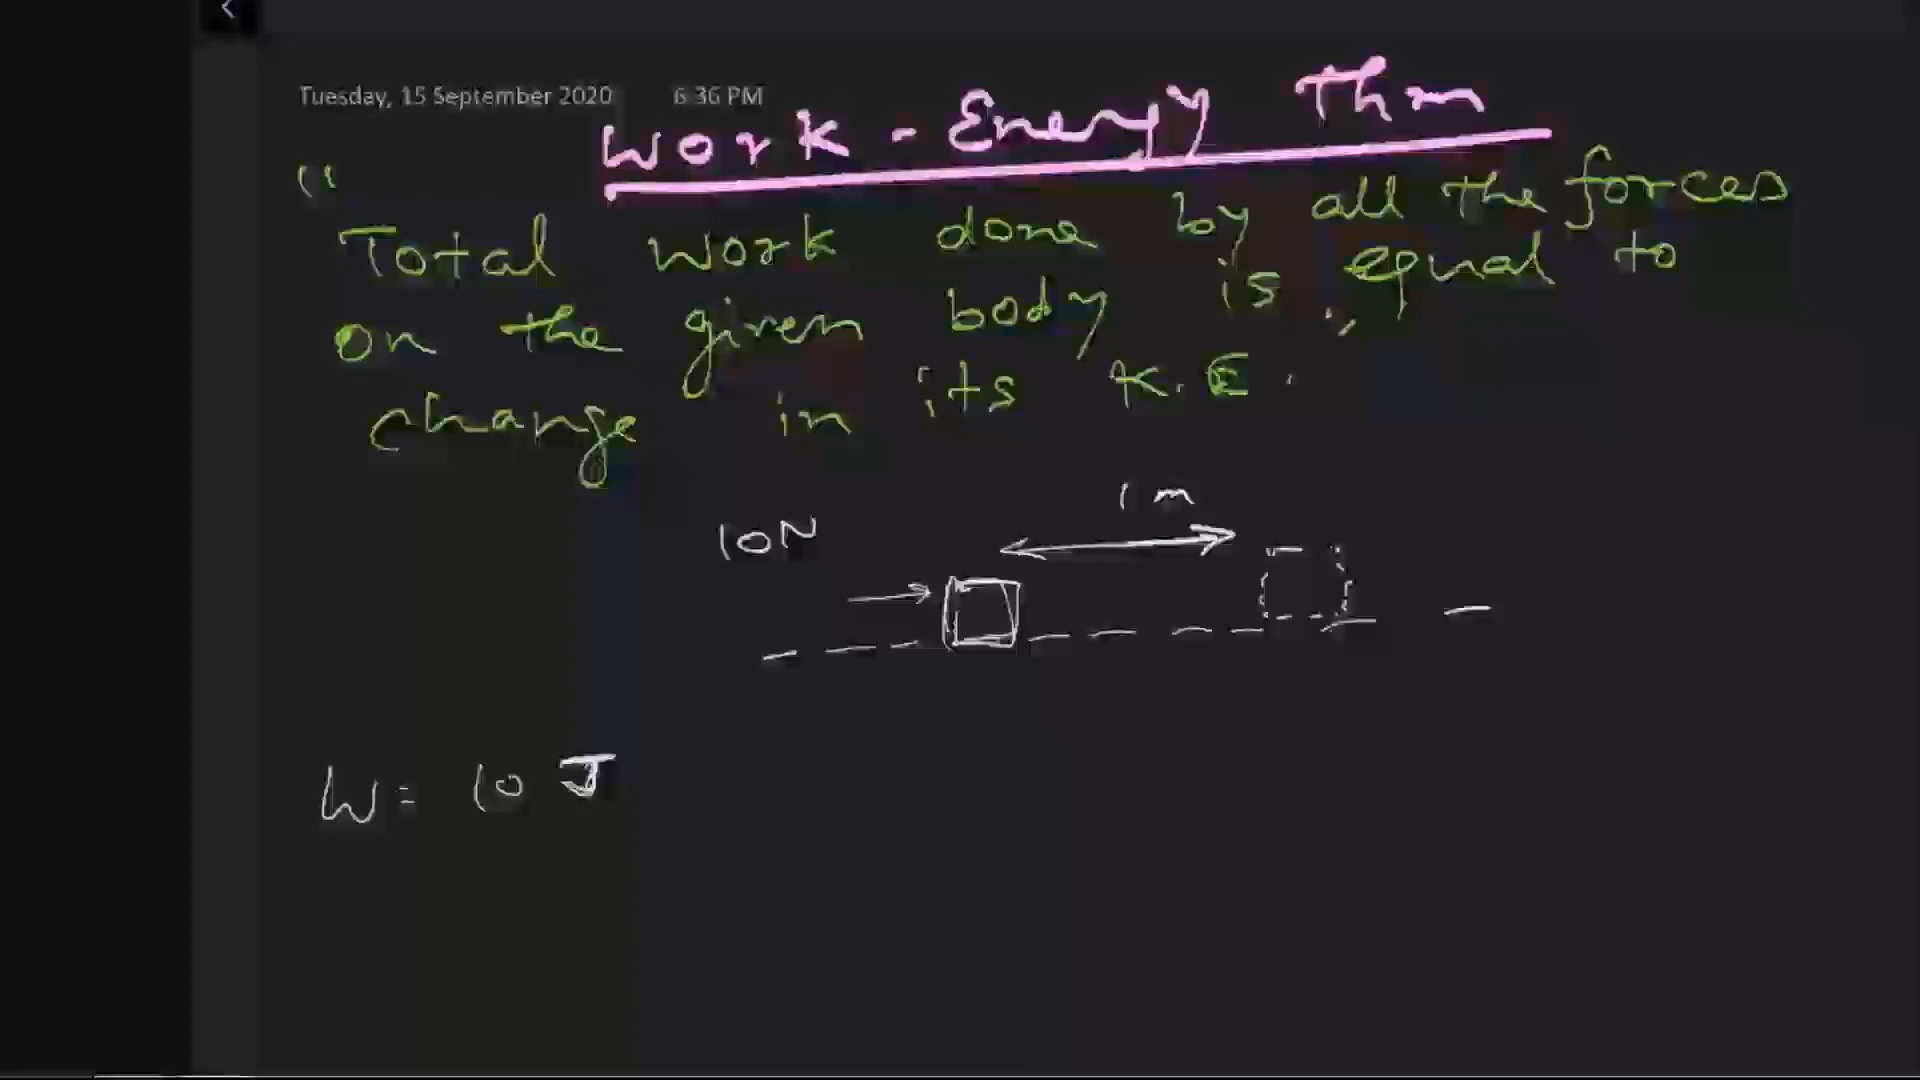 Tuesday, 15 September 2020 6:36 PM
Work - Energy Thm
"Total work done by all the forces
on the given body is equal to
change in its K.E. "
10N
1 m
W = 10 J